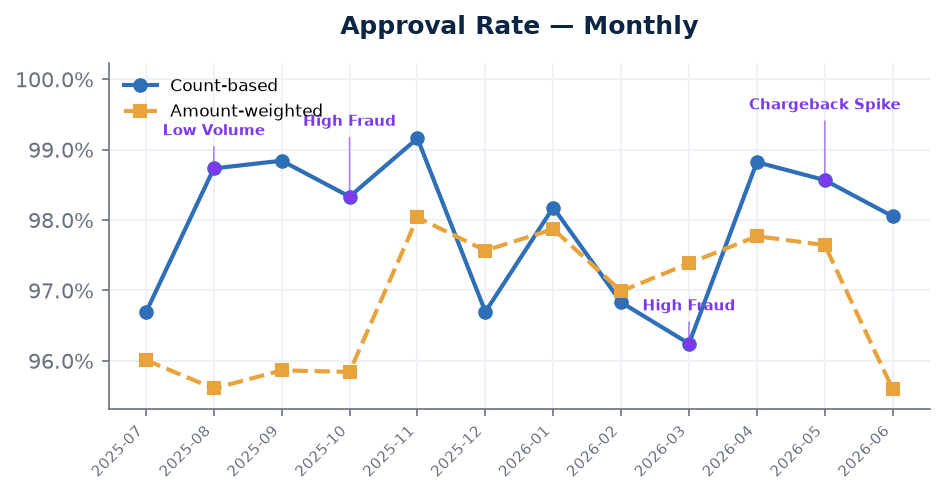 Approval Rate — Monthly
100.0%
99.0%
98.0%
97.0%
96.0%
Count-based
Amount-weighted
Low Volume
High Fraud
High Fraud
Chargeback Spike
2025-07
2025-08
2025-09
2025-10
2025-11
2025-12
2026-01
2026-02
2026-03
2026-04
2026-05
2026-06